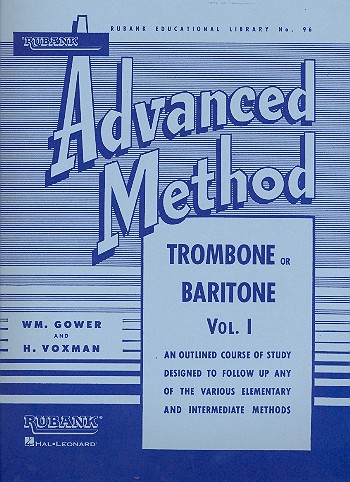 RUBANK EDUCATIONAL LIBRARY No. 96
RUBANK
Advanced
Method
TROMBONE OR
BARITONE
VOL. I
WM. GOWER
AND
H. VOXMAN
AN OUTLINED COURSE OF STUDY
DESIGNED TO FOLLOW UP ANY
OF THE VARIOUS ELEMENTARY
AND INTERMEDIATE METHODS
RUBANK®
HAL•LEONARD®